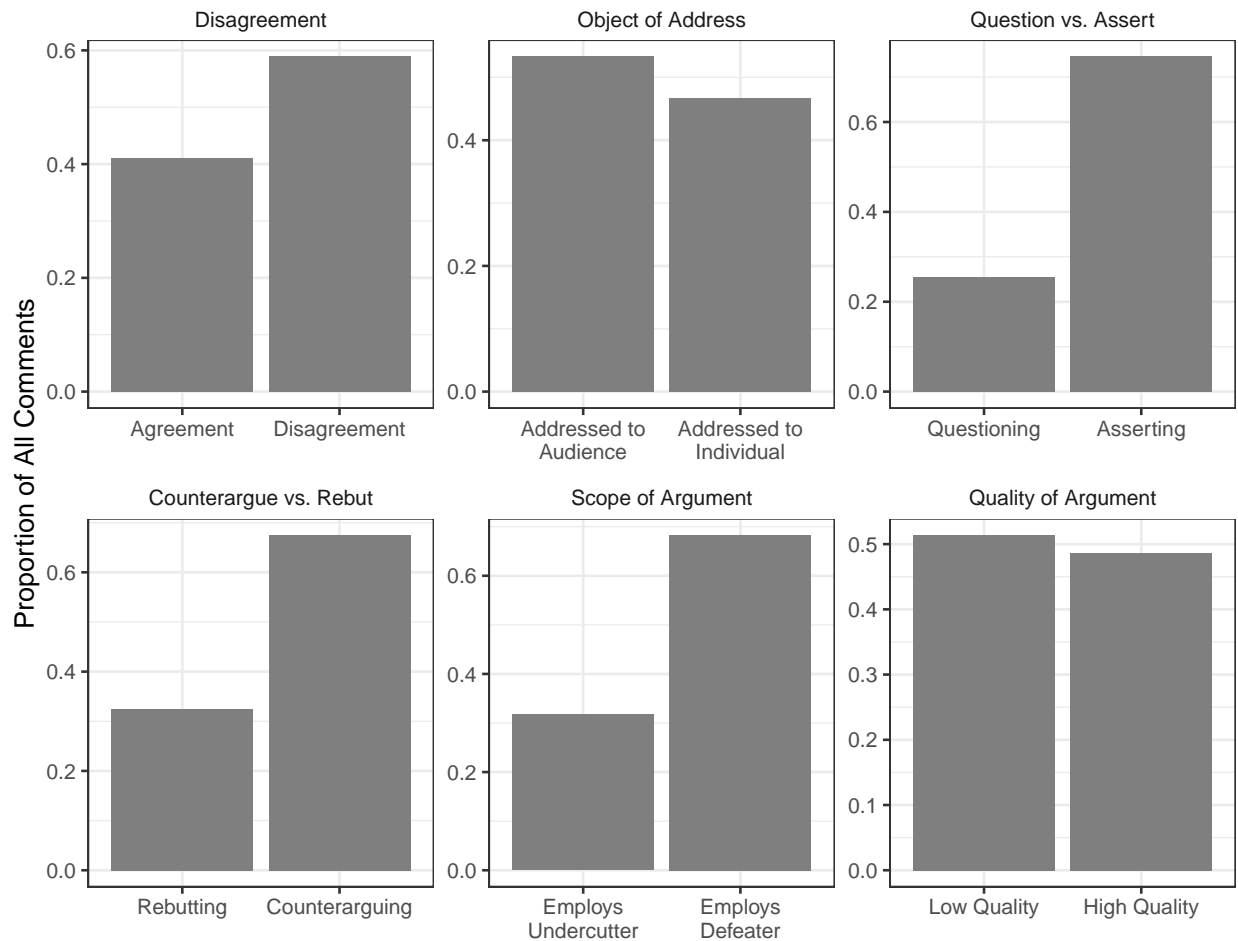 Disagreement
Object of Address
Question vs. Assert
0.6
0.4
0.2
0.0
0.4
0.2
0.0
0.6
0.4
0.2
0.0
Agreement
Disagreement
Addressed to
Audience
Addressed to
Individual
Questioning
Asserting
Proportion of All Comments
Counterargue vs. Rebut
Scope of Argument
Quality of Argument
0.6
0.4
0.2
0.0
0.6
0.4
0.2
0.0
0.5
0.4
0.3
0.2
0.1
0.0
Rebutting
Counterarguing
Employs
Undercutter
Employs
Defeater
Low Quality
High Quality